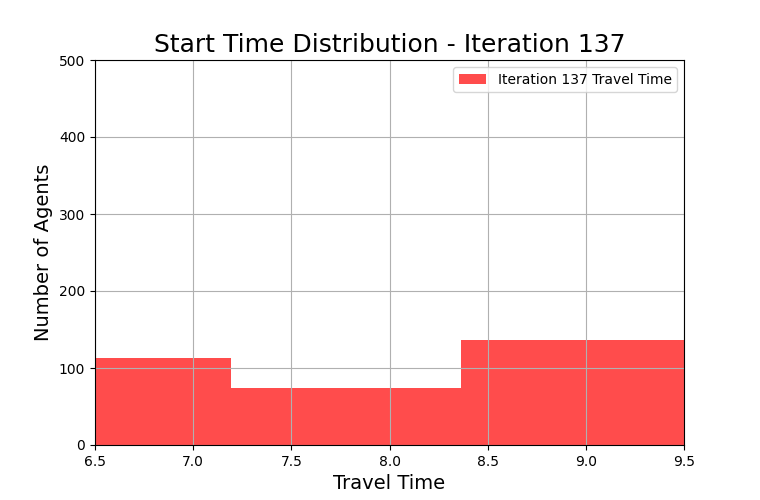 Start Time Distribution - Iteration 137
500
400
300
200
100
0
Number of Agents
Iteration 137 Travel Time
6.5 7.0 7.5 8.0 8.5 9.0 9.5
Travel Time